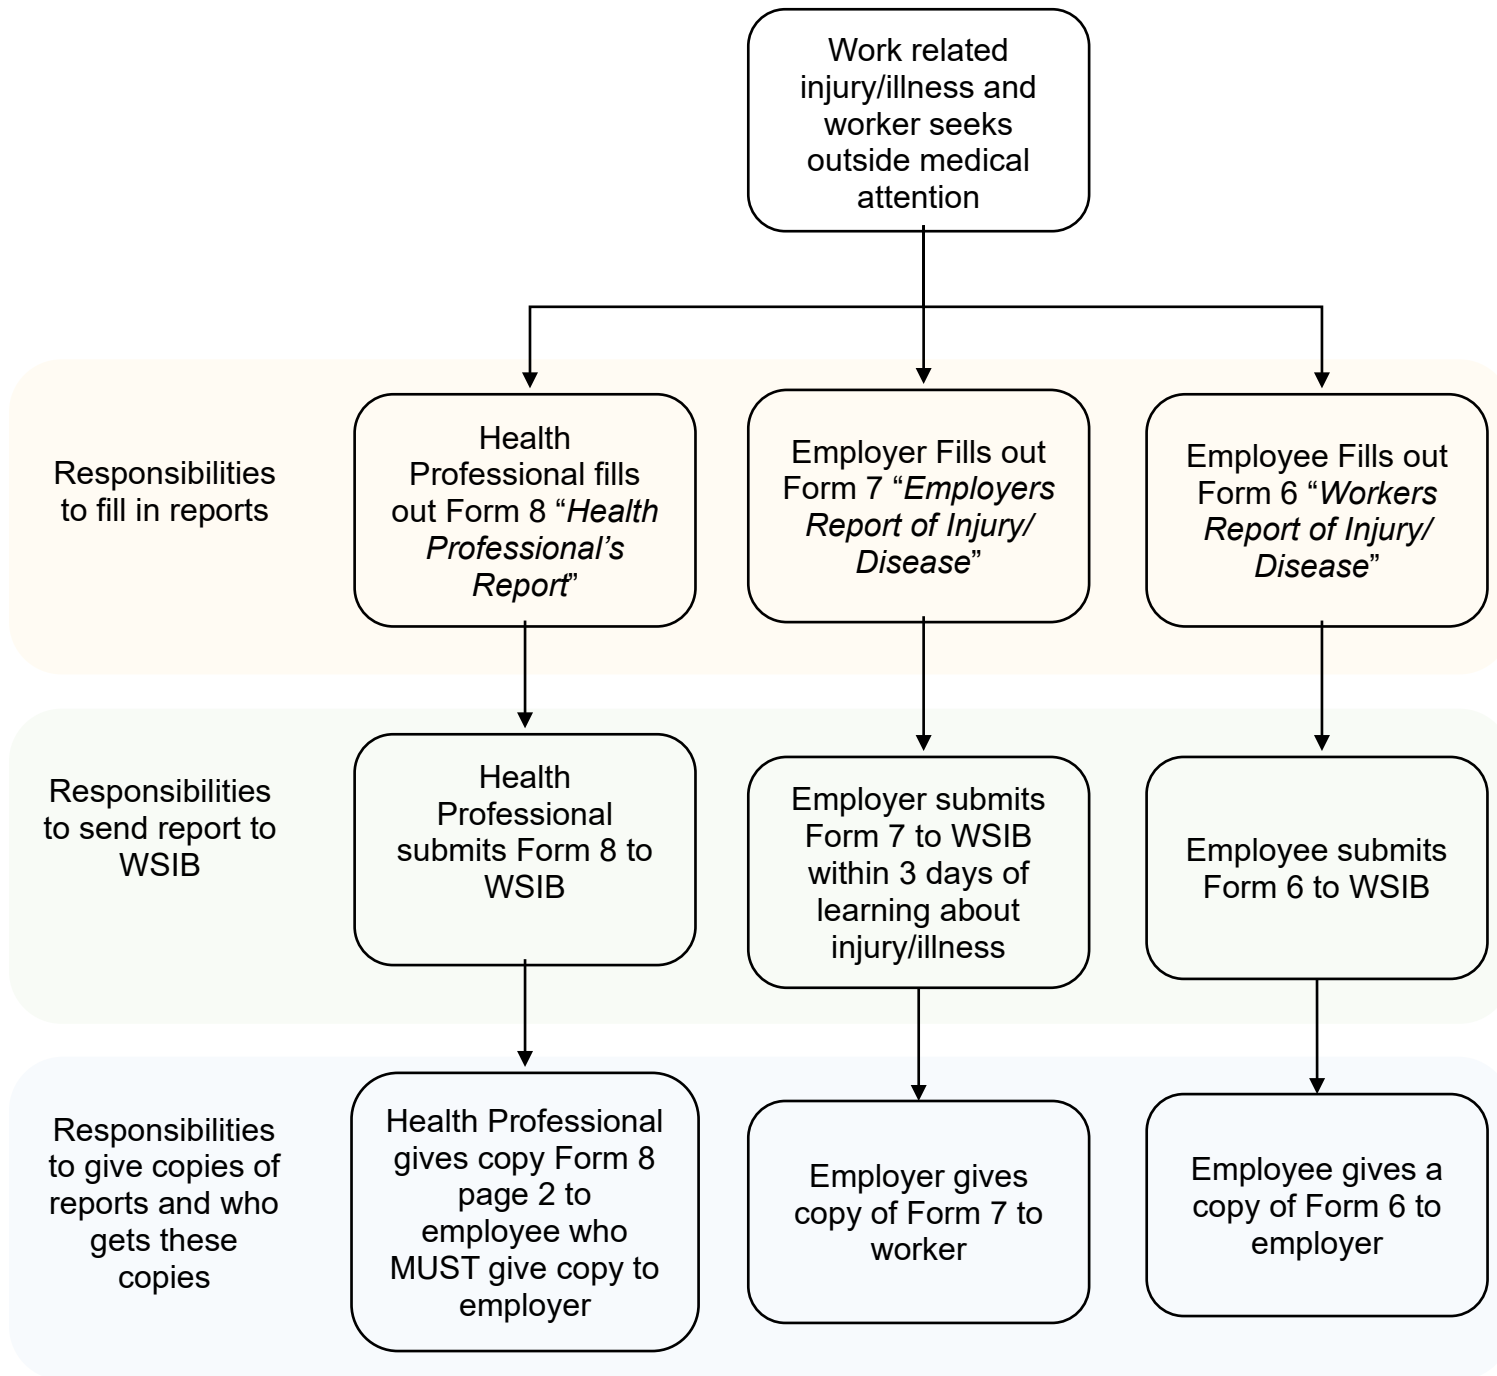 Work related
injury/illness and
worker seeks
outside medical
attention
Responsibilities
to fill in reports
Health
Professional fills
out Form 8 “Health
Professional’s
Report”
Employer Fills out
Form 7 “Employers
Report of Injury/
Disease”
Employee Fills out
Form 6 “Workers
Report of Injury/
Disease”
Responsibilities
to send report to
WSIB
Health
Professional
submits Form 8 to
WSIB
Employer submits
Form 7 to WSIB
within 3 days of
learning about
injury/illness
Employee submits
Form 6 to WSIB
Responsibilities
to give copies of
reports and who
gets these
copies
Health Professional
gives copy Form 8
page 2 to
employee who
MUST give copy to
employer
Employer gives
copy of Form 7 to
worker
Employee gives a
copy of Form 6 to
employer